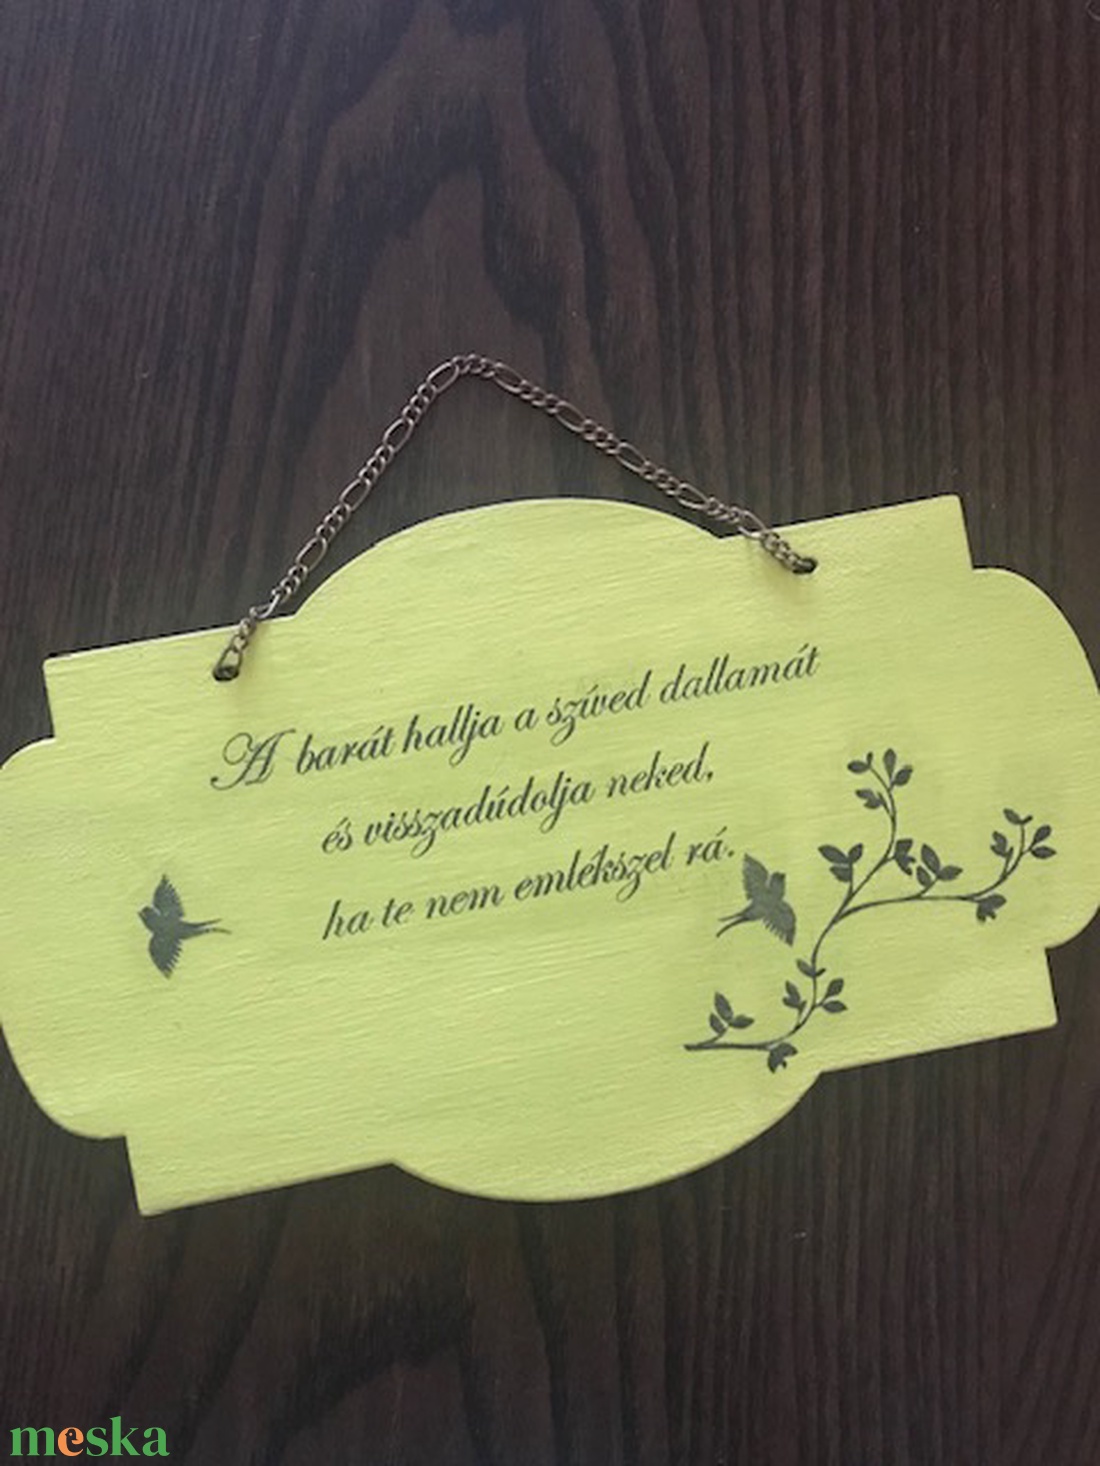 A barát hallja a szíved dallamát
és visszadúdolja neked,
ha te nem emlékszel rá.
meska